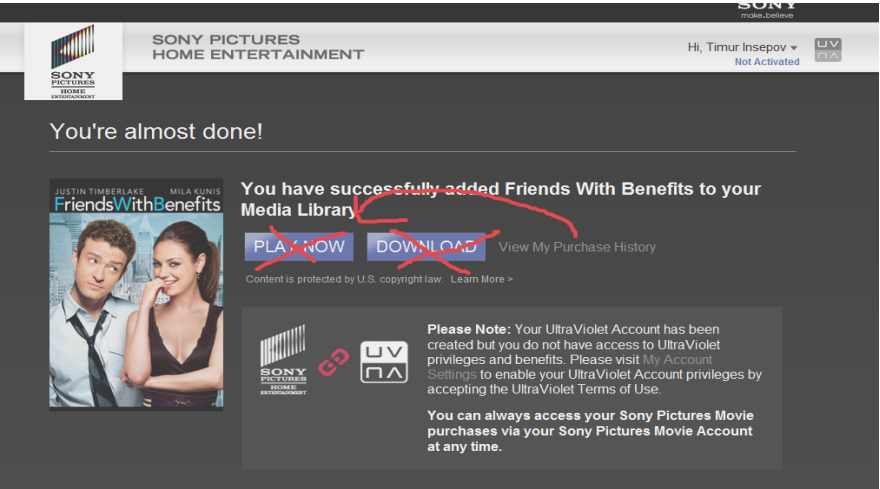 SONY
make.believe
SONY PICTURES
HOME ENTERTAINMENT
Hi, Timur Insepov
Not Activated
UV
SONY
PICTURES
HOME
ENTERTAINMENT
You're almost done!
JUSTIN TIMBERLAKE MILA KUNIS
FriendsWithBenefits
You have successfully added Friends With Benefits to your
Media Library
PLAY NOW DOWNLOAD View My Purchase History
Content is protected by U.S. copyright law. Learn More >
SONY
PICTURES
HOME
ENTERTAINMENT
UV
Please Note: Your UltraViolet Account has been
created but you do not have access to UltraViolet
privileges and benefits. Please visit My Account
Settings to enable your UltraViolet Account privileges by
accepting the UltraViolet Terms of Use.
You can always access your Sony Pictures Movie
purchases via your Sony Pictures Movie Account
at any time.